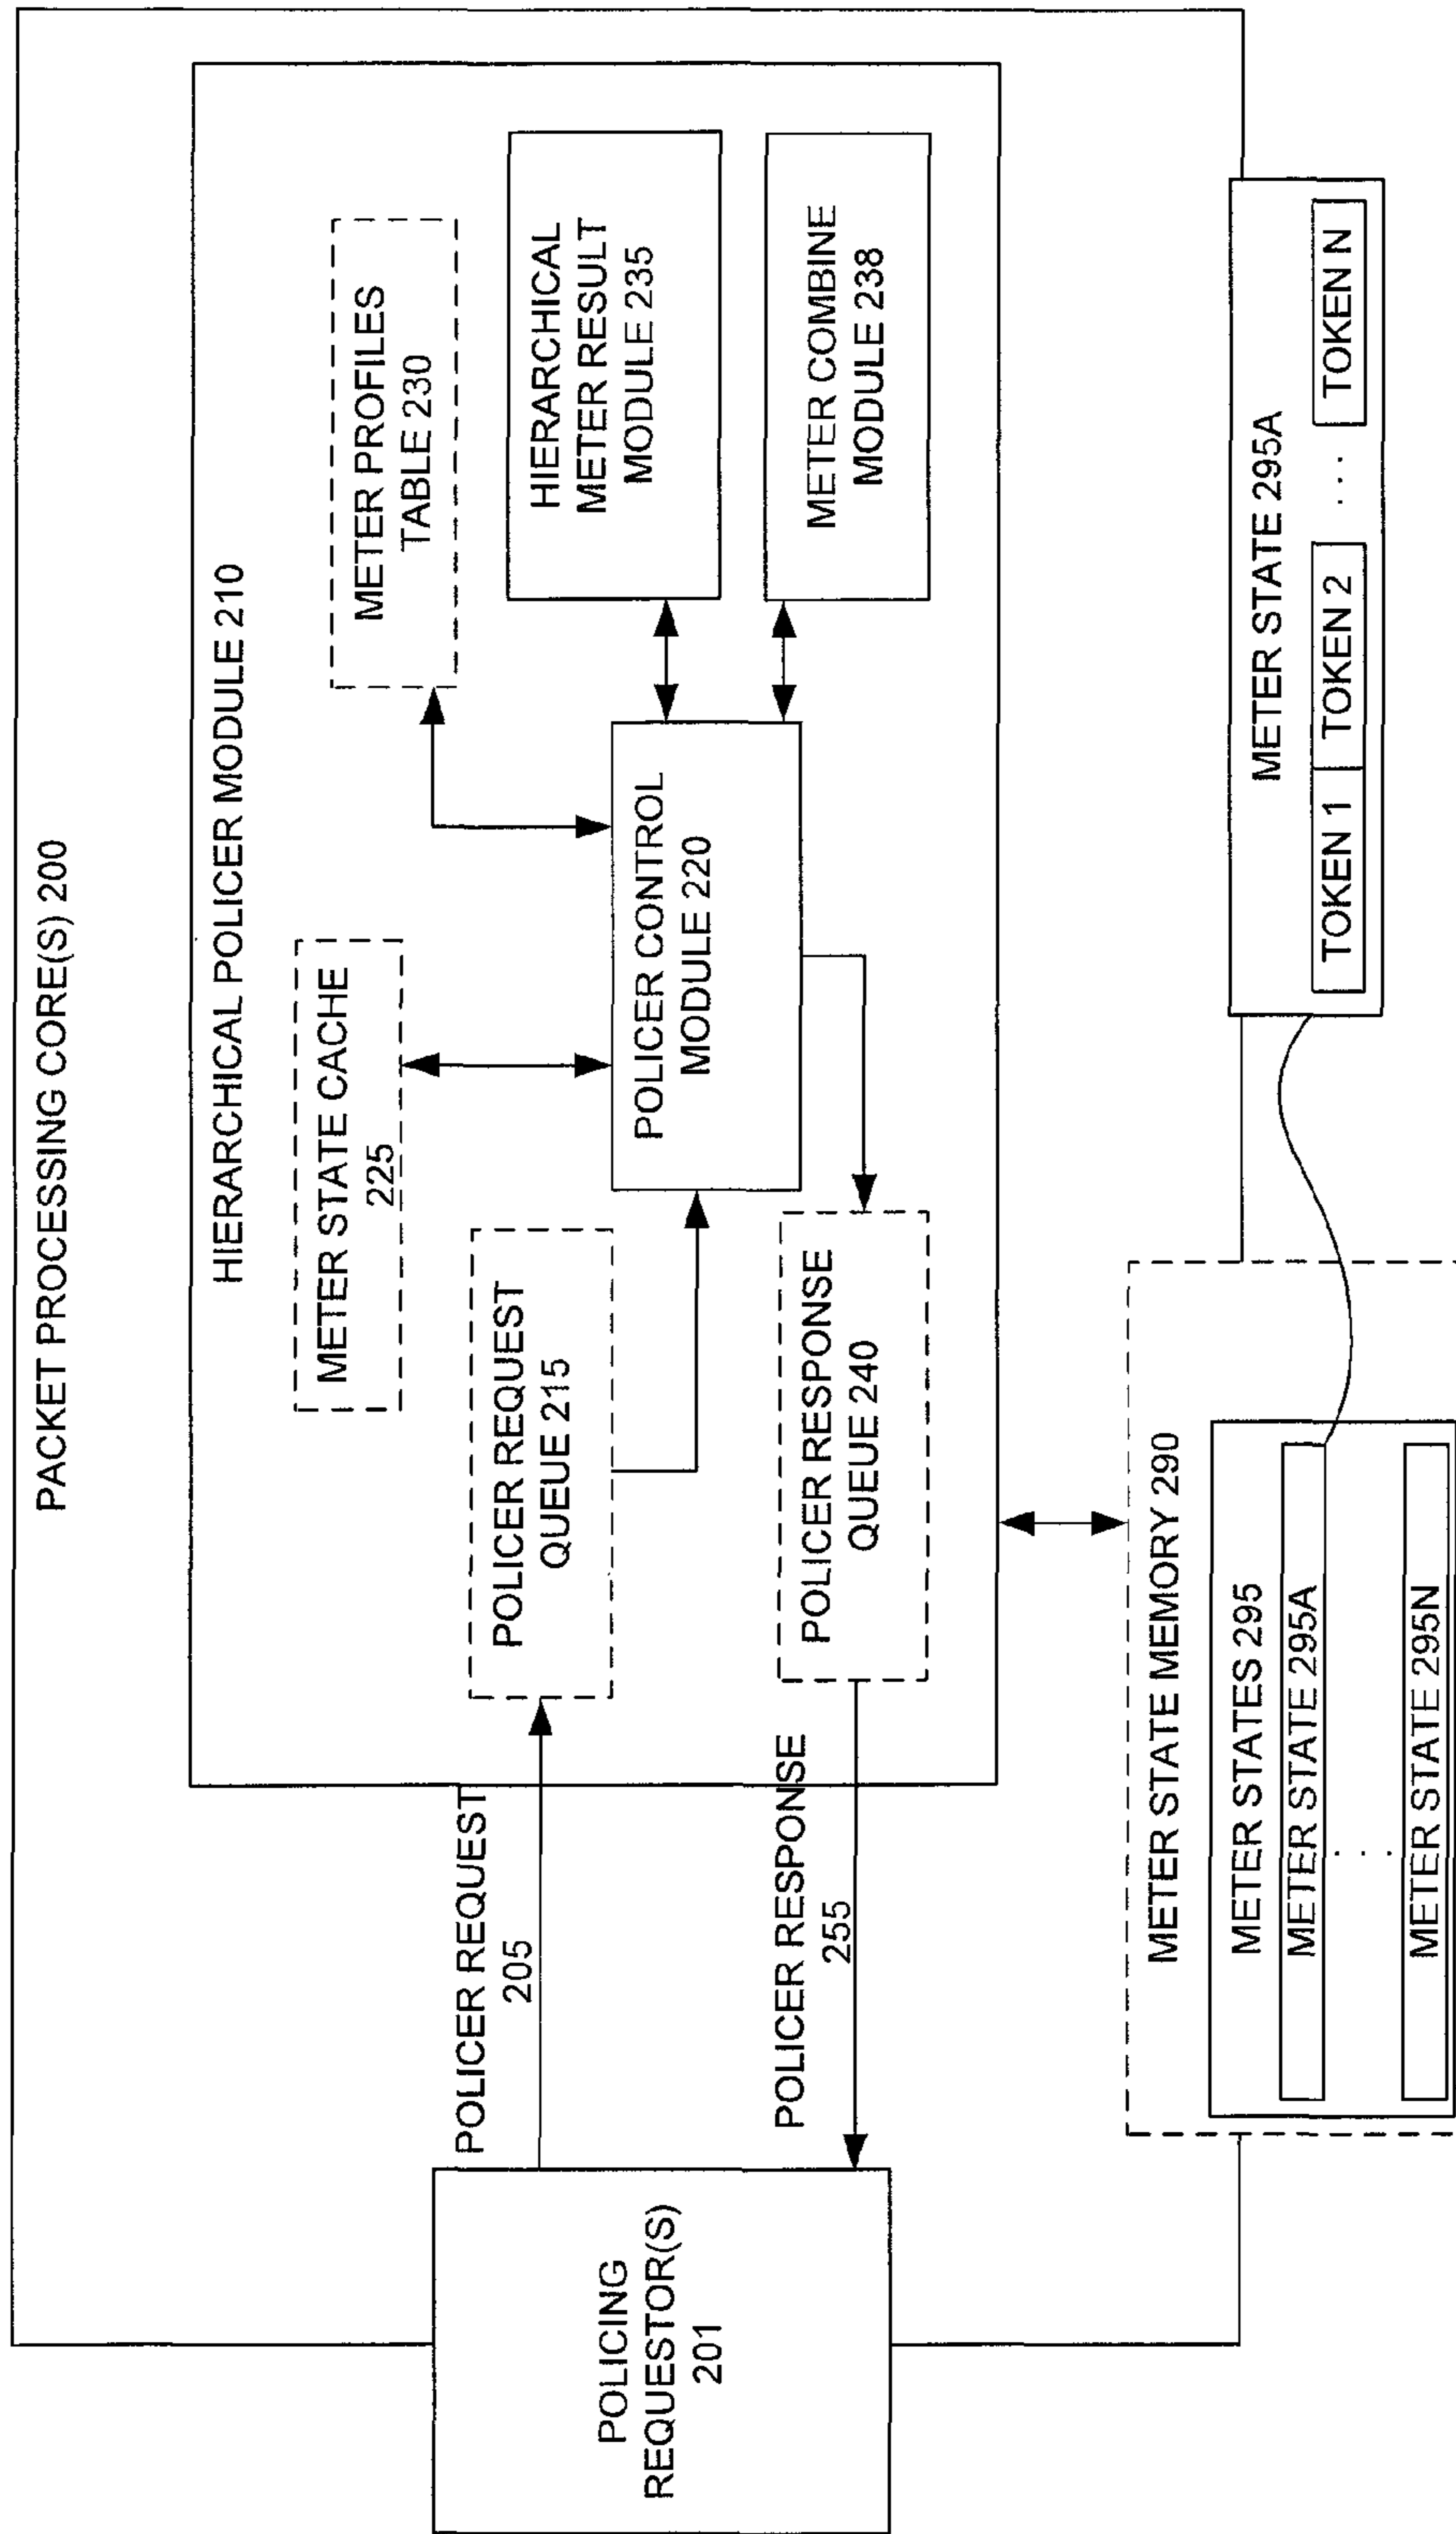 PACKET PROCESSING CORE(S) 200
HIERARCHICAL POLICER MODULE 210
METER STATE CACHE
225
METER PROFILES
TABLE 230
POLICER REQUEST
205
POLICER REQUEST
QUEUE 215
POLICER CONTROL
MODULE 220
HIERARCHICAL
METER RESULT
MODULE 235
POLICING
REQUESTOR(S)
201
POLICER RESPONSE
255
POLICER RESPONSE
QUEUE 240
METER COMBINE
MODULE 238
METER STATE MEMORY 290
METER STATES 295
METER STATE 295A
. . .
METER STATE 295N
METER STATE 295A
TOKEN 1
TOKEN 2
. . .
TOKEN N